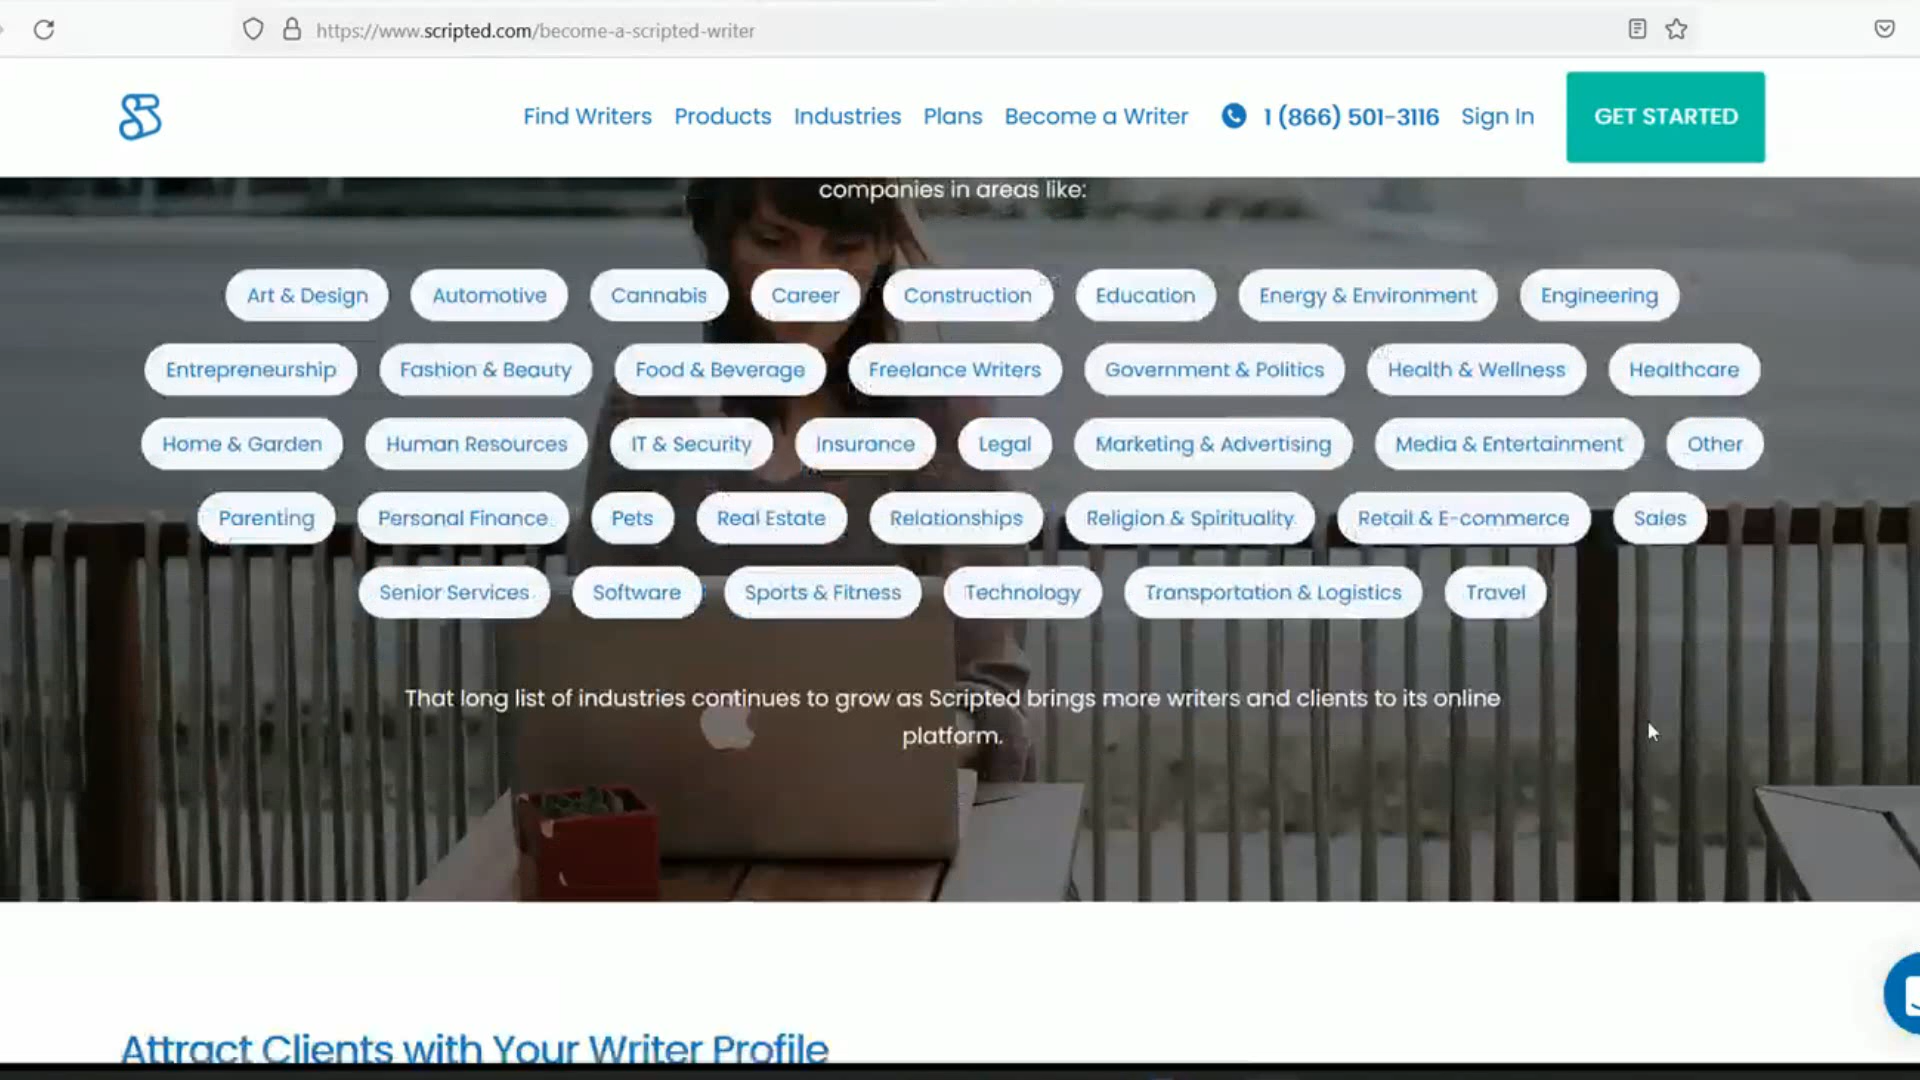 https://www.scripted.com/become-a-scripted-writer
Find Writers Products Industries Plans Become a Writer 1 (866) 501-3116 Sign In GET STARTED
companies in areas like:
Art & Design Automotive Cannabis Career Construction Education Energy & Environment Engineering
Entrepreneurship Fashion & Beauty Food & Beverage Freelance Writers Government & Politics Health & Wellness Healthcare
Home & Garden Human Resources IT & Security Insurance Legal Marketing & Advertising Media & Entertainment Other
Parenting Personal Finance Pets Real Estate Relationships Religion & Spirituality Retail & E-commerce Sales
Senior Services Software Sports & Fitness Technology Transportation & Logistics Travel
That long list of industries continues to grow as Scripted brings more writers and clients to its online
platform.
Attract Clients with Your Writer Profile